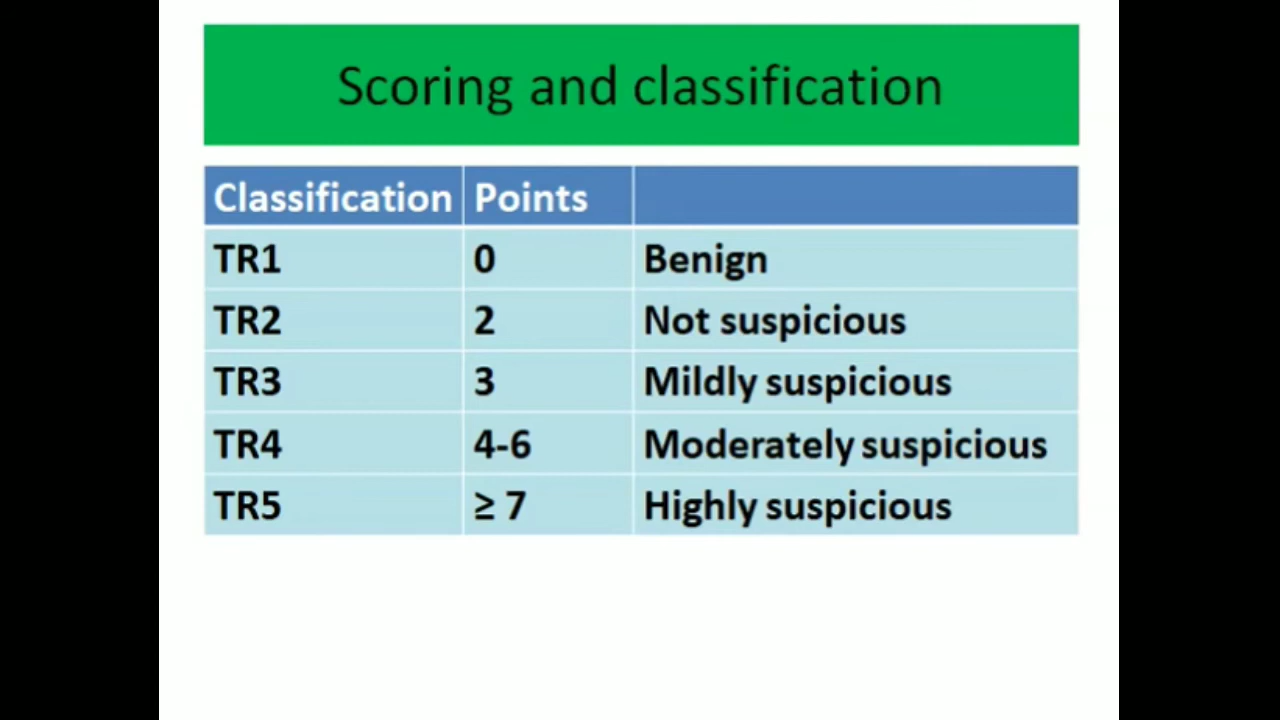 Scoring and classification
Classification Points
TR1 0 Benign
TR2 2 Not suspicious
TR3 3 Mildly suspicious
TR4 4-6 Moderately suspicious
TR5 ≥ 7 Highly suspicious